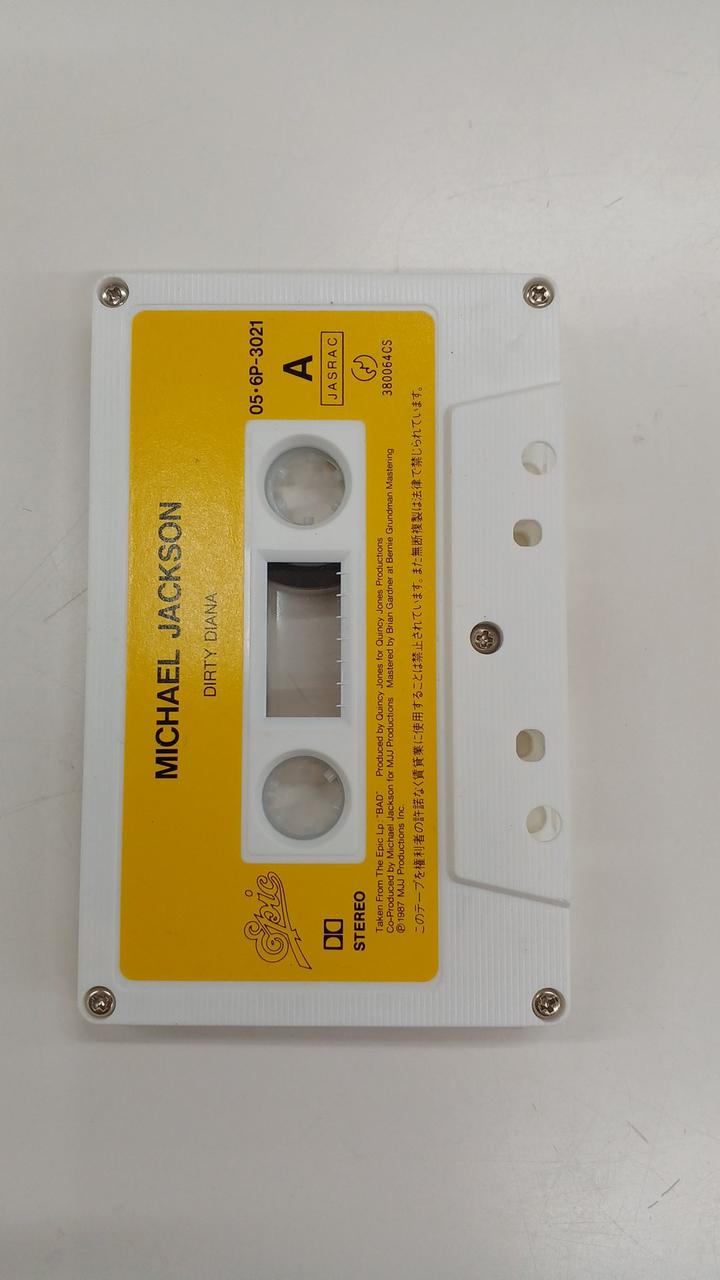 MICHAEL JACKSON
DIRTY DIANA
05・6P-3021
A
JASRAC
380064CS
Epic
STEREO
Taken From The Epic Lp: "BAD" Produced by Quincy Jones for Quincy Jones Productions
Co-Produced by Michael Jackson for MJJ Productions Mastered by Brian Gardner at Bernie Grundman Mastering
Ⓟ1987 MJJ Productions Inc.
このテープを権利者の許諾なく賃貸業に使用することは禁止されています。また無断複製は法律で禁じられています。